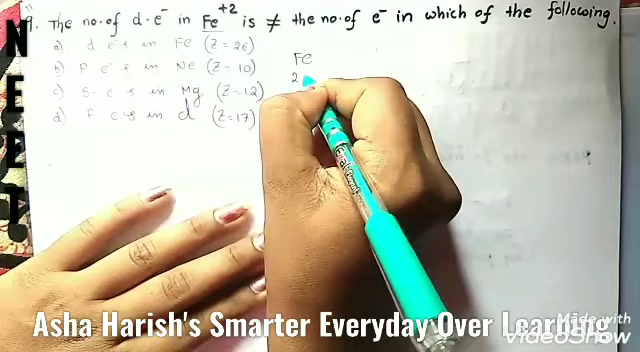 9. The no. of d-e⁻ in Fe⁺² is ≠ the no. of e⁻ in which of the following.
a) d e⁻s in Fe (Z=26)
b) P e⁻s in NE (Z=10)
c) S-e⁻s in Mg (Z=12)
d) P e⁻s in cl (Z=17)
Fe
2
NEET
Asha Harish's Smarter Everyday Over Learning
Made with
VideoShow